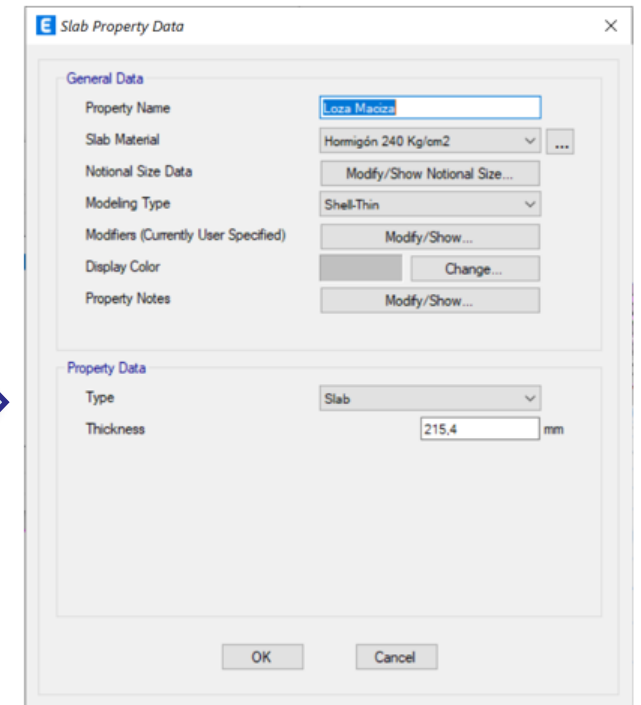 E Slab Property Data
General Data
Property Name Loza Maciza
Slab Material Hormigón 240 Kg/cm2 ...
Notional Size Data Modify/Show Notional Size...
Modeling Type Shell-Thin
Modifiers (Currently User Specified) Modify/Show...
Display Color Change...
Property Notes Modify/Show...
Property Data
Type Slab
Thickness 215,4 mm
OK Cancel